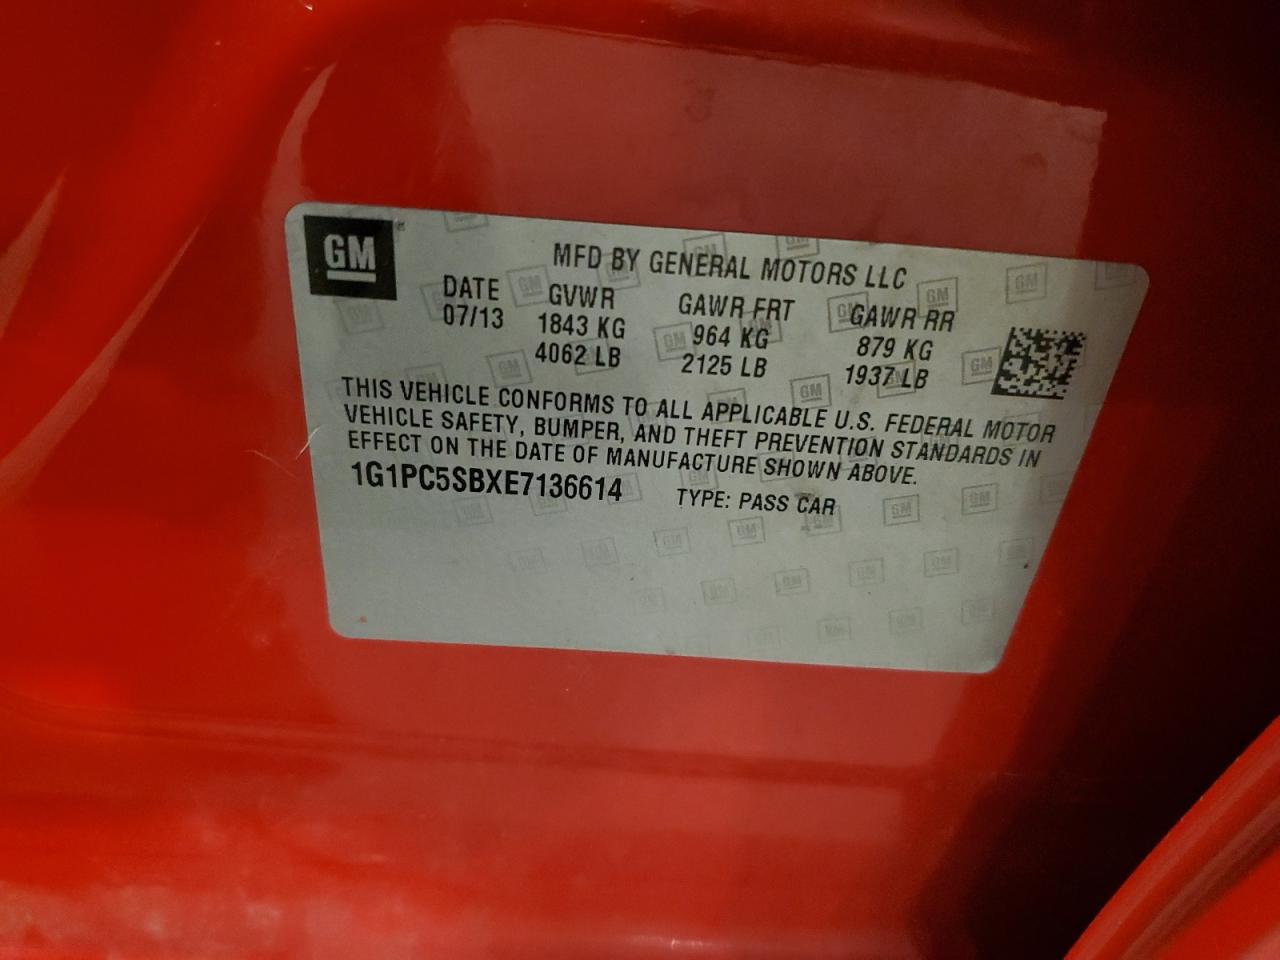 GM
MFD BY GENERAL MOTORS LLC
DATE GVWR GAWR FRT GAWR RR
07/13 1843 KG 964 KG 879 KG
4062 LB 2125 LB 1937 LB
THIS VEHICLE CONFORMS TO ALL APPLICABLE U.S. FEDERAL MOTOR
VEHICLE SAFETY, BUMPER, AND THEFT PREVENTION STANDARDS IN
EFFECT ON THE DATE OF MANUFACTURE SHOWN ABOVE.
1G1PC5SBXE7136614 TYPE: PASS CAR